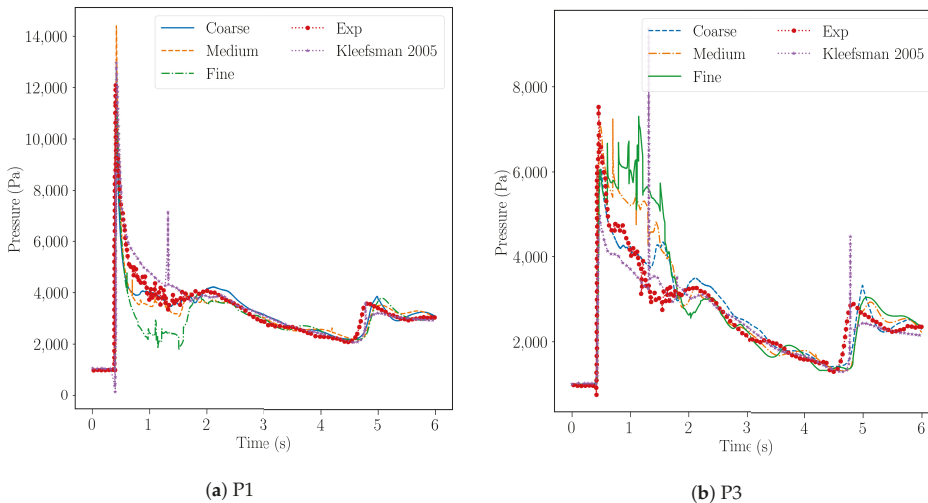 Coarse
Medium
Fine
Exp
Kleefsman 2005
14,000
12,000
10,000
8,000
6,000
4,000
2,000
0
Pressure (Pa)
0 1 2 3 4 5 6
Time (s)
(a) P1
Coarse
Medium
Fine
Exp
Kleefsman 2005
8,000
6,000
4,000
2,000
Pressure (Pa)
0 1 2 3 4 5 6
Time (s)
(b) P3